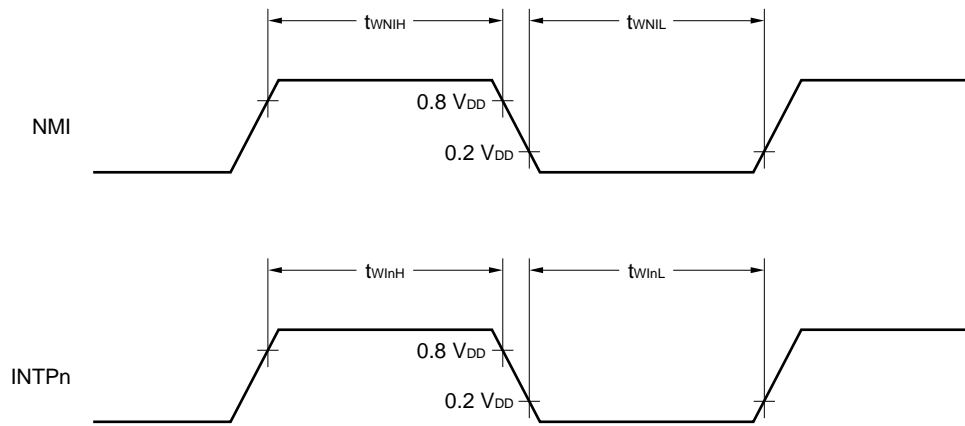 tWNIH tWNIL
NMI
0.8 VDD
0.2 VDD
tWInH tWInL
INTPn
0.8 VDD
0.2 VDD